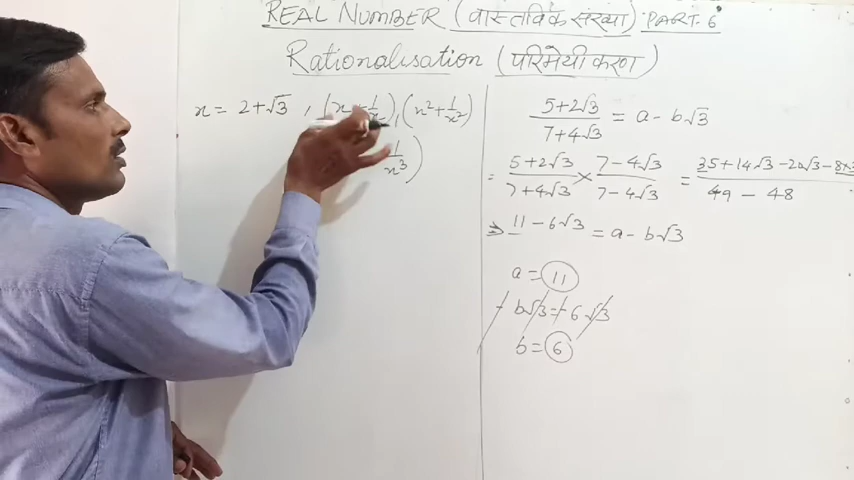 REAL NUMBER (वास्तविक संख्या) PART-6
Rationalisation (परिमेयी करण)
x = 2+√3 , (x+1/x), (x²+1/x²)
1/x³)
(5+2√3)/(7+4√3) = a - b√3
= (5+2√3)/(7+4√3) × (7-4√3)/(7-4√3) = (35+14√3-20√3-8×3)/(49-48)
⇒ 11-6√3 = a - b√3
a = 11
- b√3 = -6√3
b = 6